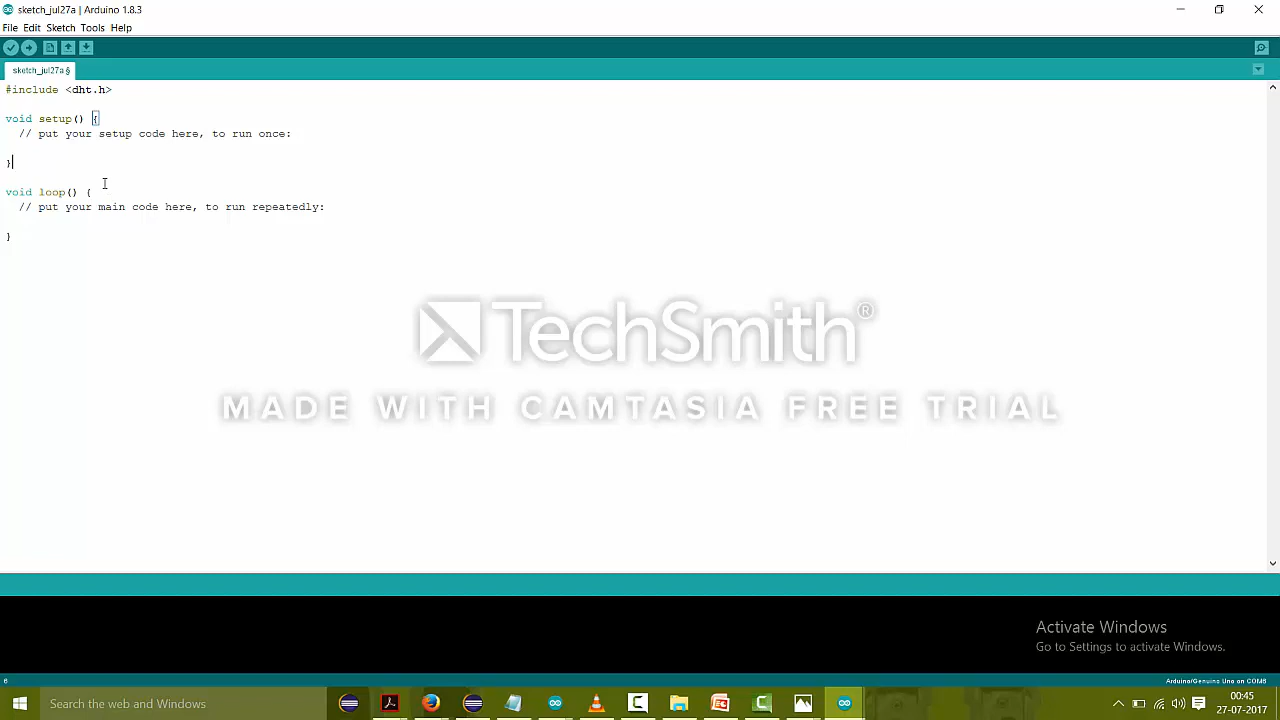 sketch_jul27a | Arduino 1.8.3
File Edit Sketch Tools Help
sketch_jul27a §
#include <dht.h>
void setup() {
// put your setup code here, to run once:
}
void loop() {
// put your main code here, to run repeatedly:
}
TechSmith®
MADE WITH CAMTASIA FREE TRIAL
Activate Windows
Go to Settings to activate Windows.
6
Arduino/Genuino Uno on COM6
Search the web and Windows
00:45
27-07-2017